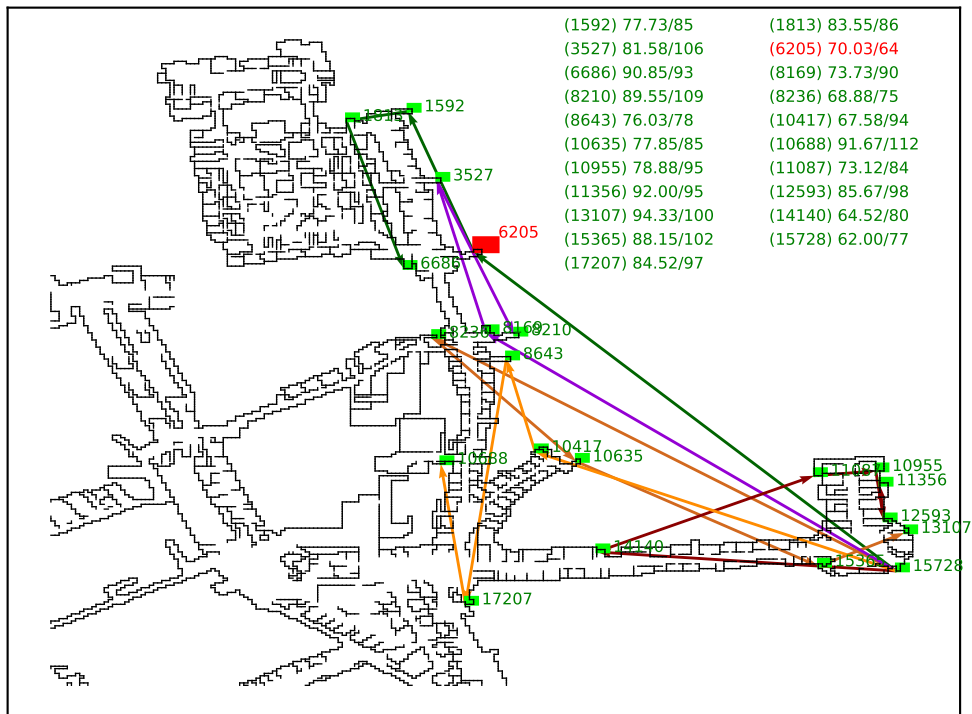 (1592) 77.73/85 (1813) 83.55/86
(3527) 81.58/106 (6205) 70.03/64
(6686) 90.85/93 (8169) 73.73/90
(8210) 89.55/109 (8236) 68.88/75
(8643) 76.03/78 (10417) 67.58/94
(10635) 77.85/85 (10688) 91.67/112
(10955) 78.88/95 (11087) 73.12/84
(11356) 92.00/95 (12593) 85.67/98
(13107) 94.33/100 (14140) 64.52/80
(15365) 88.15/102 (15728) 62.00/77
(17207) 84.52/97
1592
1813
3527
6205
6686
8169
8210
8236
8643
10417
10635
10688
10955
11087
11356
12593
13107
14140
15365
15728
17207